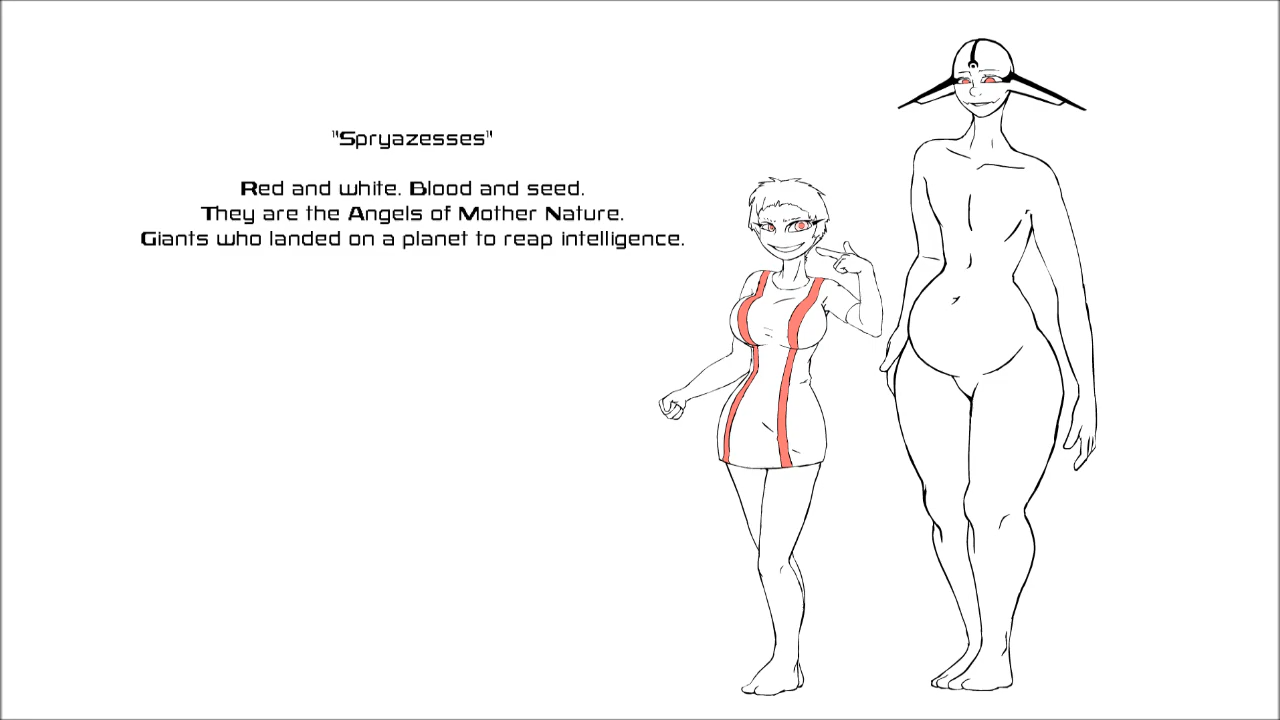 "Spryazesses"
Red and white. Blood and seed.
They are the Angels of Mother Nature.
Giants who landed on a planet to reap intelligence.